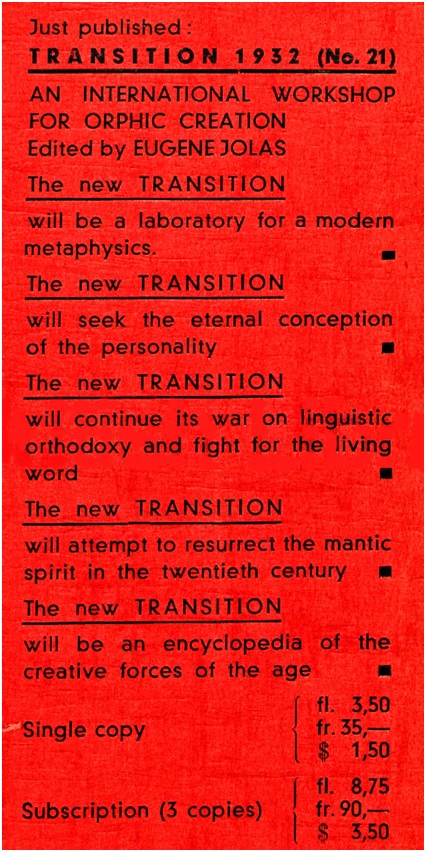 Just published :
TRANSITION 1932 (No. 21)
AN INTERNATIONAL WORKSHOP
FOR ORPHIC CREATION
Edited by EUGENE JOLAS
The new TRANSITION
will be a laboratory for a modern
metaphysics.
The new TRANSITION
will seek the eternal conception
of the personality
The new TRANSITION
will continue its war on linguistic
orthodoxy and fight for the living
word
The new TRANSITION
will attempt to resurrect the mantic
spirit in the twentieth century
The new TRANSITION
will be an encyclopedia of the
creative forces of the age
Single copy
fl. 3,50
fr. 35,—
$ 1,50
Subscription (3 copies)
fl. 8,75
fr. 90,—
$ 3,50